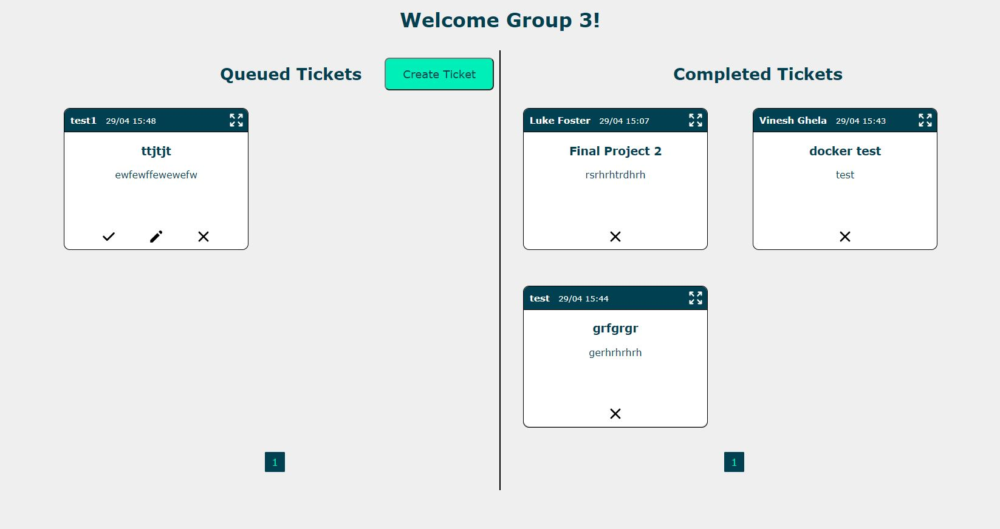 Welcome Group 3!
Queued Tickets
Create Ticket
test1 29/04 15:48
ttjtjt
ewfewffewewefw
1
Completed Tickets
Luke Foster 29/04 15:07
Final Project 2
rsrhrhtrdhrh
Vinesh Ghela 29/04 15:43
docker test
test
test 29/04 15:44
grfgrgr
gerhrhrhrh
1